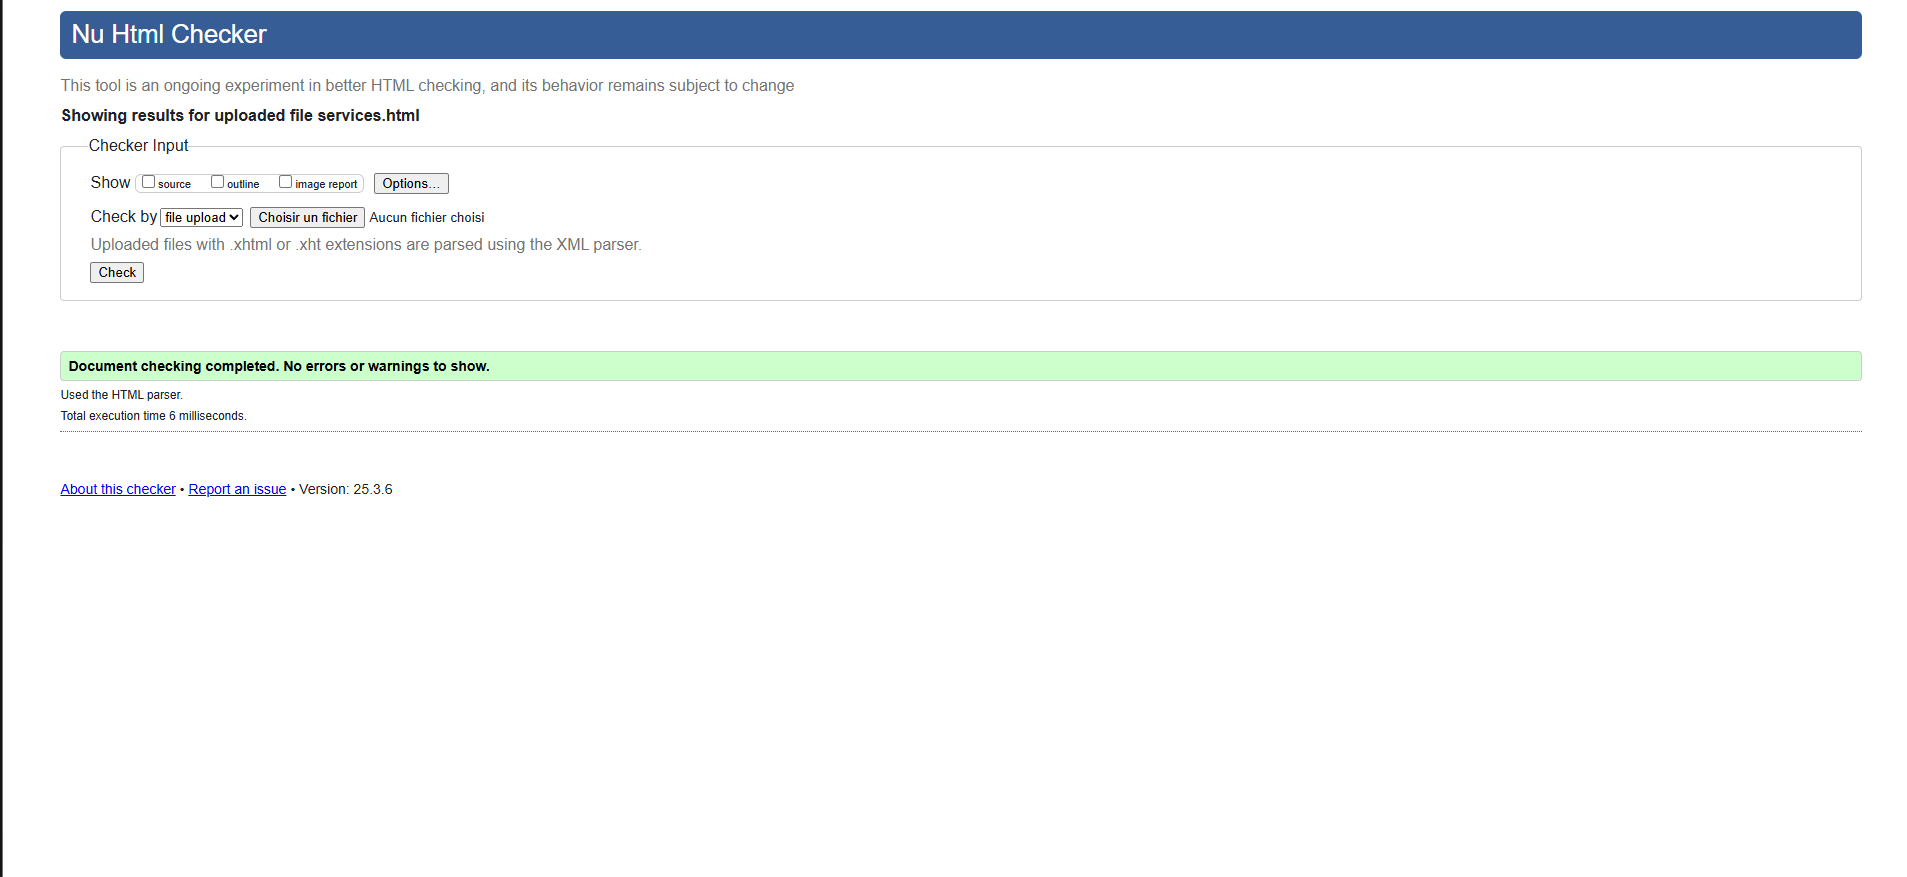 Nu Html Checker
This tool is an ongoing experiment in better HTML checking, and its behavior remains subject to change
Showing results for uploaded file services.html
Checker Input
Show source outline image report Options...
Check by file upload Choisir un fichier Aucun fichier choisi
Uploaded files with .xhtml or .xht extensions are parsed using the XML parser.
Check
Document checking completed. No errors or warnings to show.
Used the HTML parser.
Total execution time 6 milliseconds.
About this checker • Report an issue • Version: 25.3.6